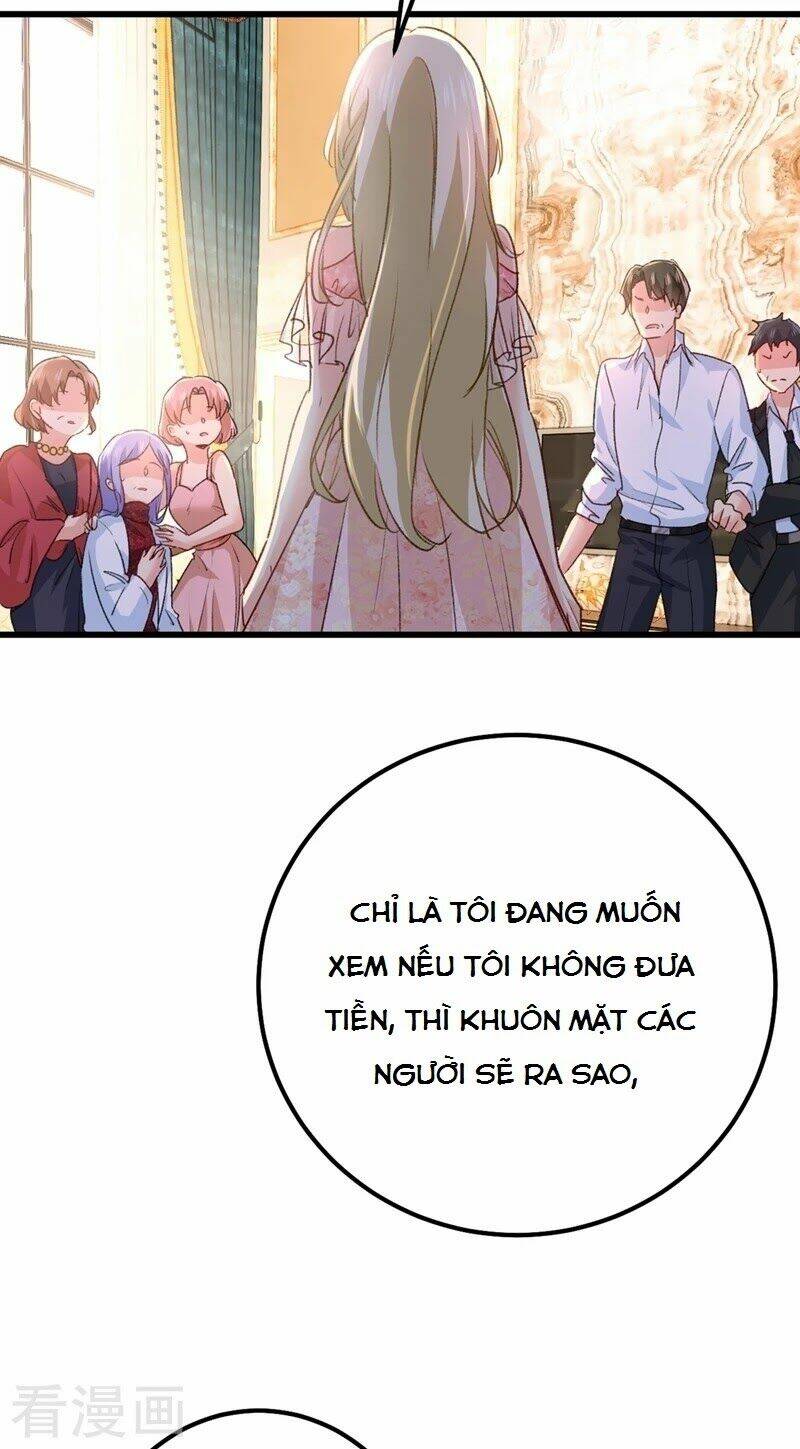 CHỈ LÀ TÔI ĐANG MUỐN
XEM NẾU TÔI KHÔNG ĐƯA
TIỀN, THÌ KHUÔN MẶT CÁC
NGƯỜI SẼ RA SAO,
看漫画